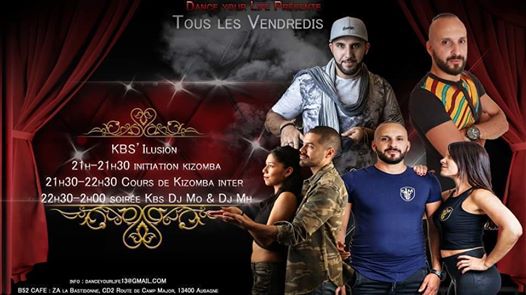 Dance your Life Présente
Tous les Vendredis
KBS' Ilusión
21h-21h30 initiation kizomba
21h30-22h30 Cours de Kizomba inter
22h30-2h00 soirée Kbs Dj Mo & Dj Mh
info : danceyourlife13@gmail.com
B52 CAFE : ZA la Bastidonne, CD2 Route de Camp Major, 13400 Aubagne